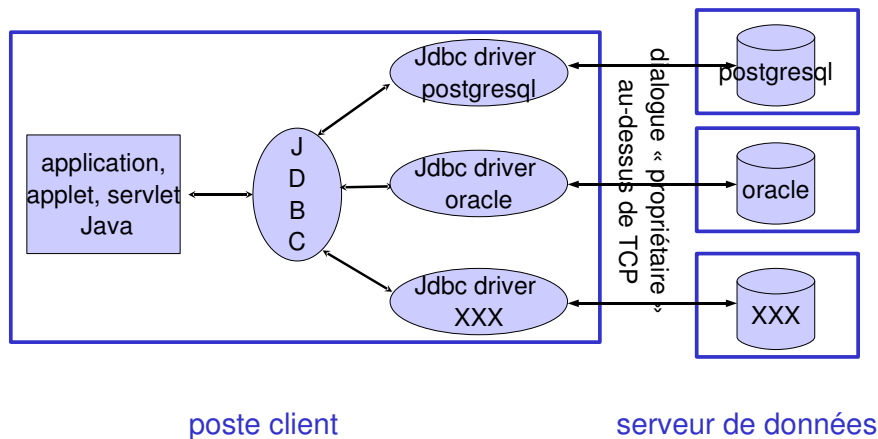 application,
applet, servlet
Java
J
D
B
C
Jdbc driver
postgresql
Jdbc driver
oracle
Jdbc driver
XXX
dialogue « propriétaire »
au-dessus de TCP
postgresql
oracle
XXX
poste client
serveur de données